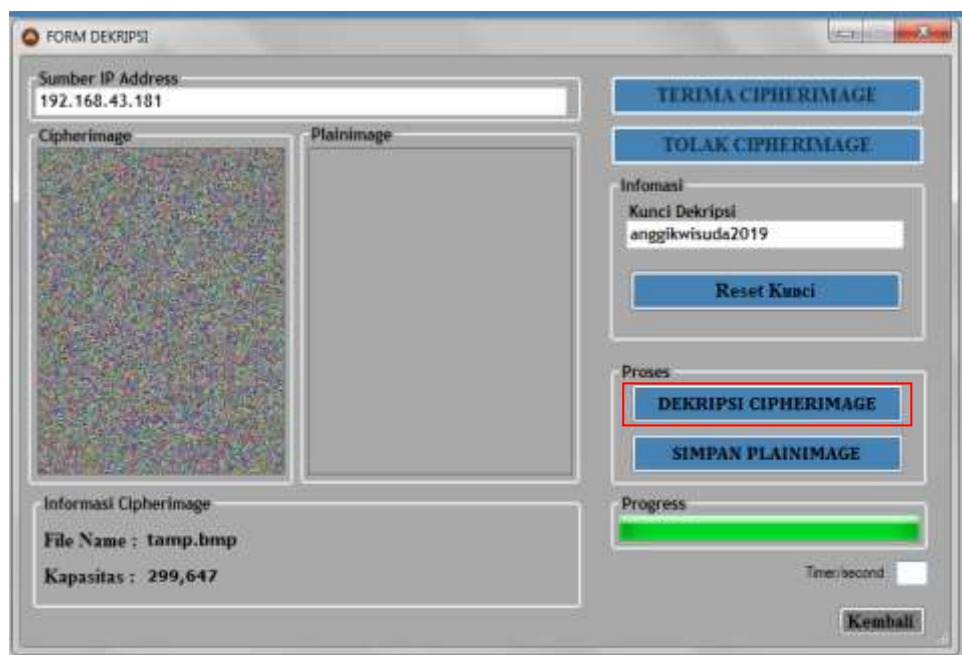 FORM DEKRIPSI
Sumber IP Address
192.168.43.181
Cipherimage
Plainimage
TERIMA CIPHERIMAGE
TOLAK CIPHERIMAGE
Infomasi
Kunci Dekripsi
anggikwisuda2019
Reset Kunci
Proses
DEKRIPSI CIPHERIMAGE
SIMPAN PLAINIMAGE
Informasi Cipherimage
File Name : tamp.bmp
Kapasitas : 299,647
Progress
Timer/second
Kembali